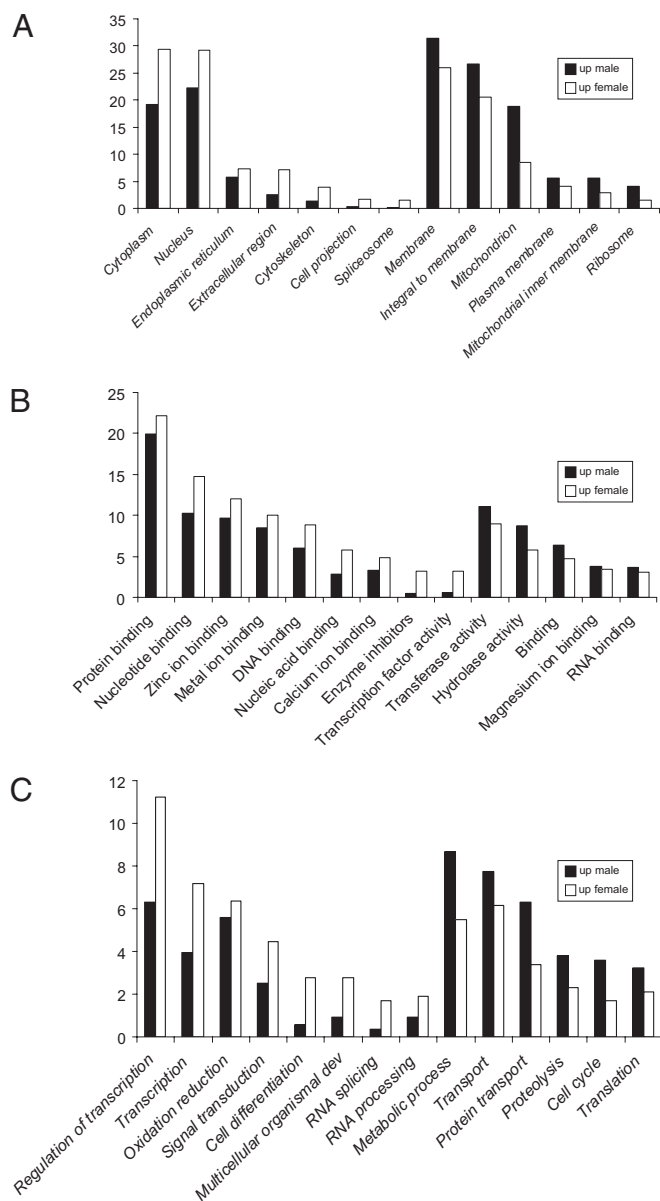 A
35
30
25
20
15
10
5
0
up male
up female
Cytoplasm
Nucleus
Endoplasmic reticulum
Extracellular region
Cytoskeleton
Cell projection
Spliceosome
Membrane
Integral to membrane
Mitochondrion
Plasma membrane
Mitochondrial inner membrane
Ribosome
B
25
20
15
10
5
0
up male
up female
Protein binding
Nucleotide binding
Zinc ion binding
Metal ion binding
DNA binding
Nucleic acid binding
Calcium ion binding
Enzyme inhibitors
Transcription factor activity
Transferase activity
Hydrolase activity
Binding
Magnesium ion binding
RNA binding
C
12
10
8
6
4
2
0
up male
up female
Regulation of transcription
Transcription
Oxidation reduction
Signal transduction
Cell differentiation
Multicellular organismal dev
RNA splicing
RNA processing
Metabolic process
Transport
Protein transport
Proteolysis
Cell cycle
Translation